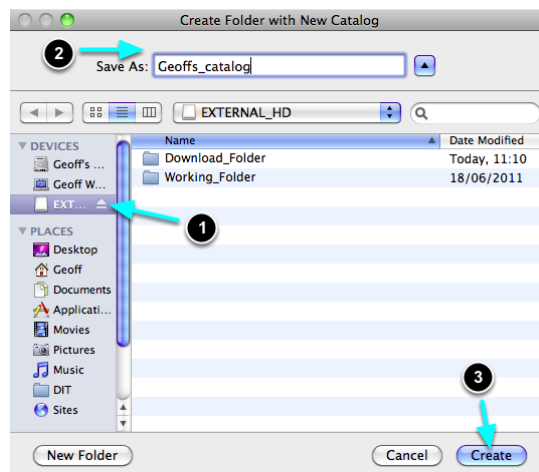 Create Folder with New Catalog
2
Save As: Geoffs_catalog
EXTERNAL_HD
DEVICES
Name Date Modified
Geoff's ...
Download_Folder Today, 11:10
Geoff W...
Working_Folder 18/06/2011
EXT...
1
PLACES
Desktop
Geoff
Documents
Applicati...
Movies
Pictures
Music
DIT
3
Sites
New Folder Cancel Create